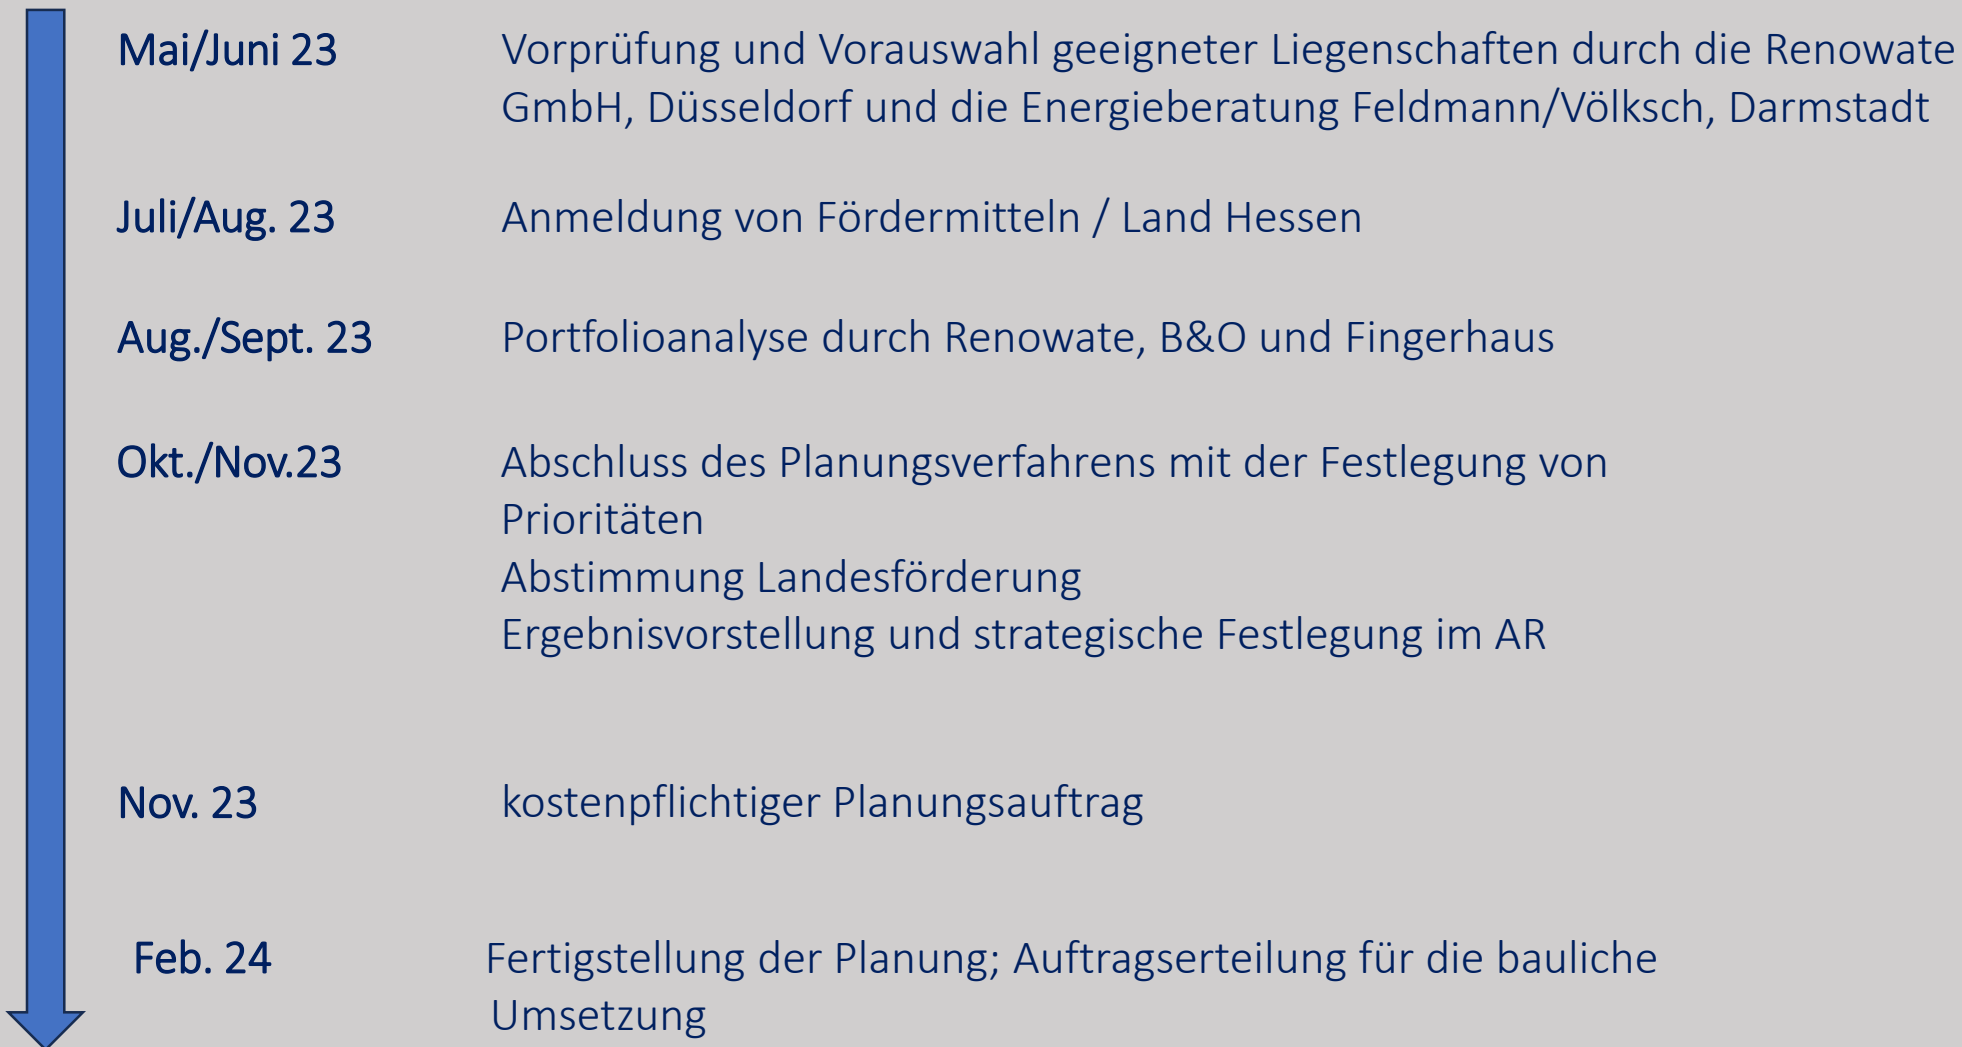 Mai/Juni 23 Vorprüfung und Vorauswahl geeigneter Liegenschaften durch die Renowate
GmbH, Düsseldorf und die Energieberatung Feldmann/Völksch, Darmstadt
Juli/Aug. 23 Anmeldung von Fördermitteln / Land Hessen
Aug./Sept. 23 Portfolioanalyse durch Renowate, B&O und Fingerhaus
Okt./Nov.23 Abschluss des Planungsverfahrens mit der Festlegung von
Prioritäten
Abstimmung Landesförderung
Ergebnisvorstellung und strategische Festlegung im AR
Nov. 23 kostenpflichtiger Planungsauftrag
Feb. 24 Fertigstellung der Planung; Auftragserteilung für die bauliche
Umsetzung